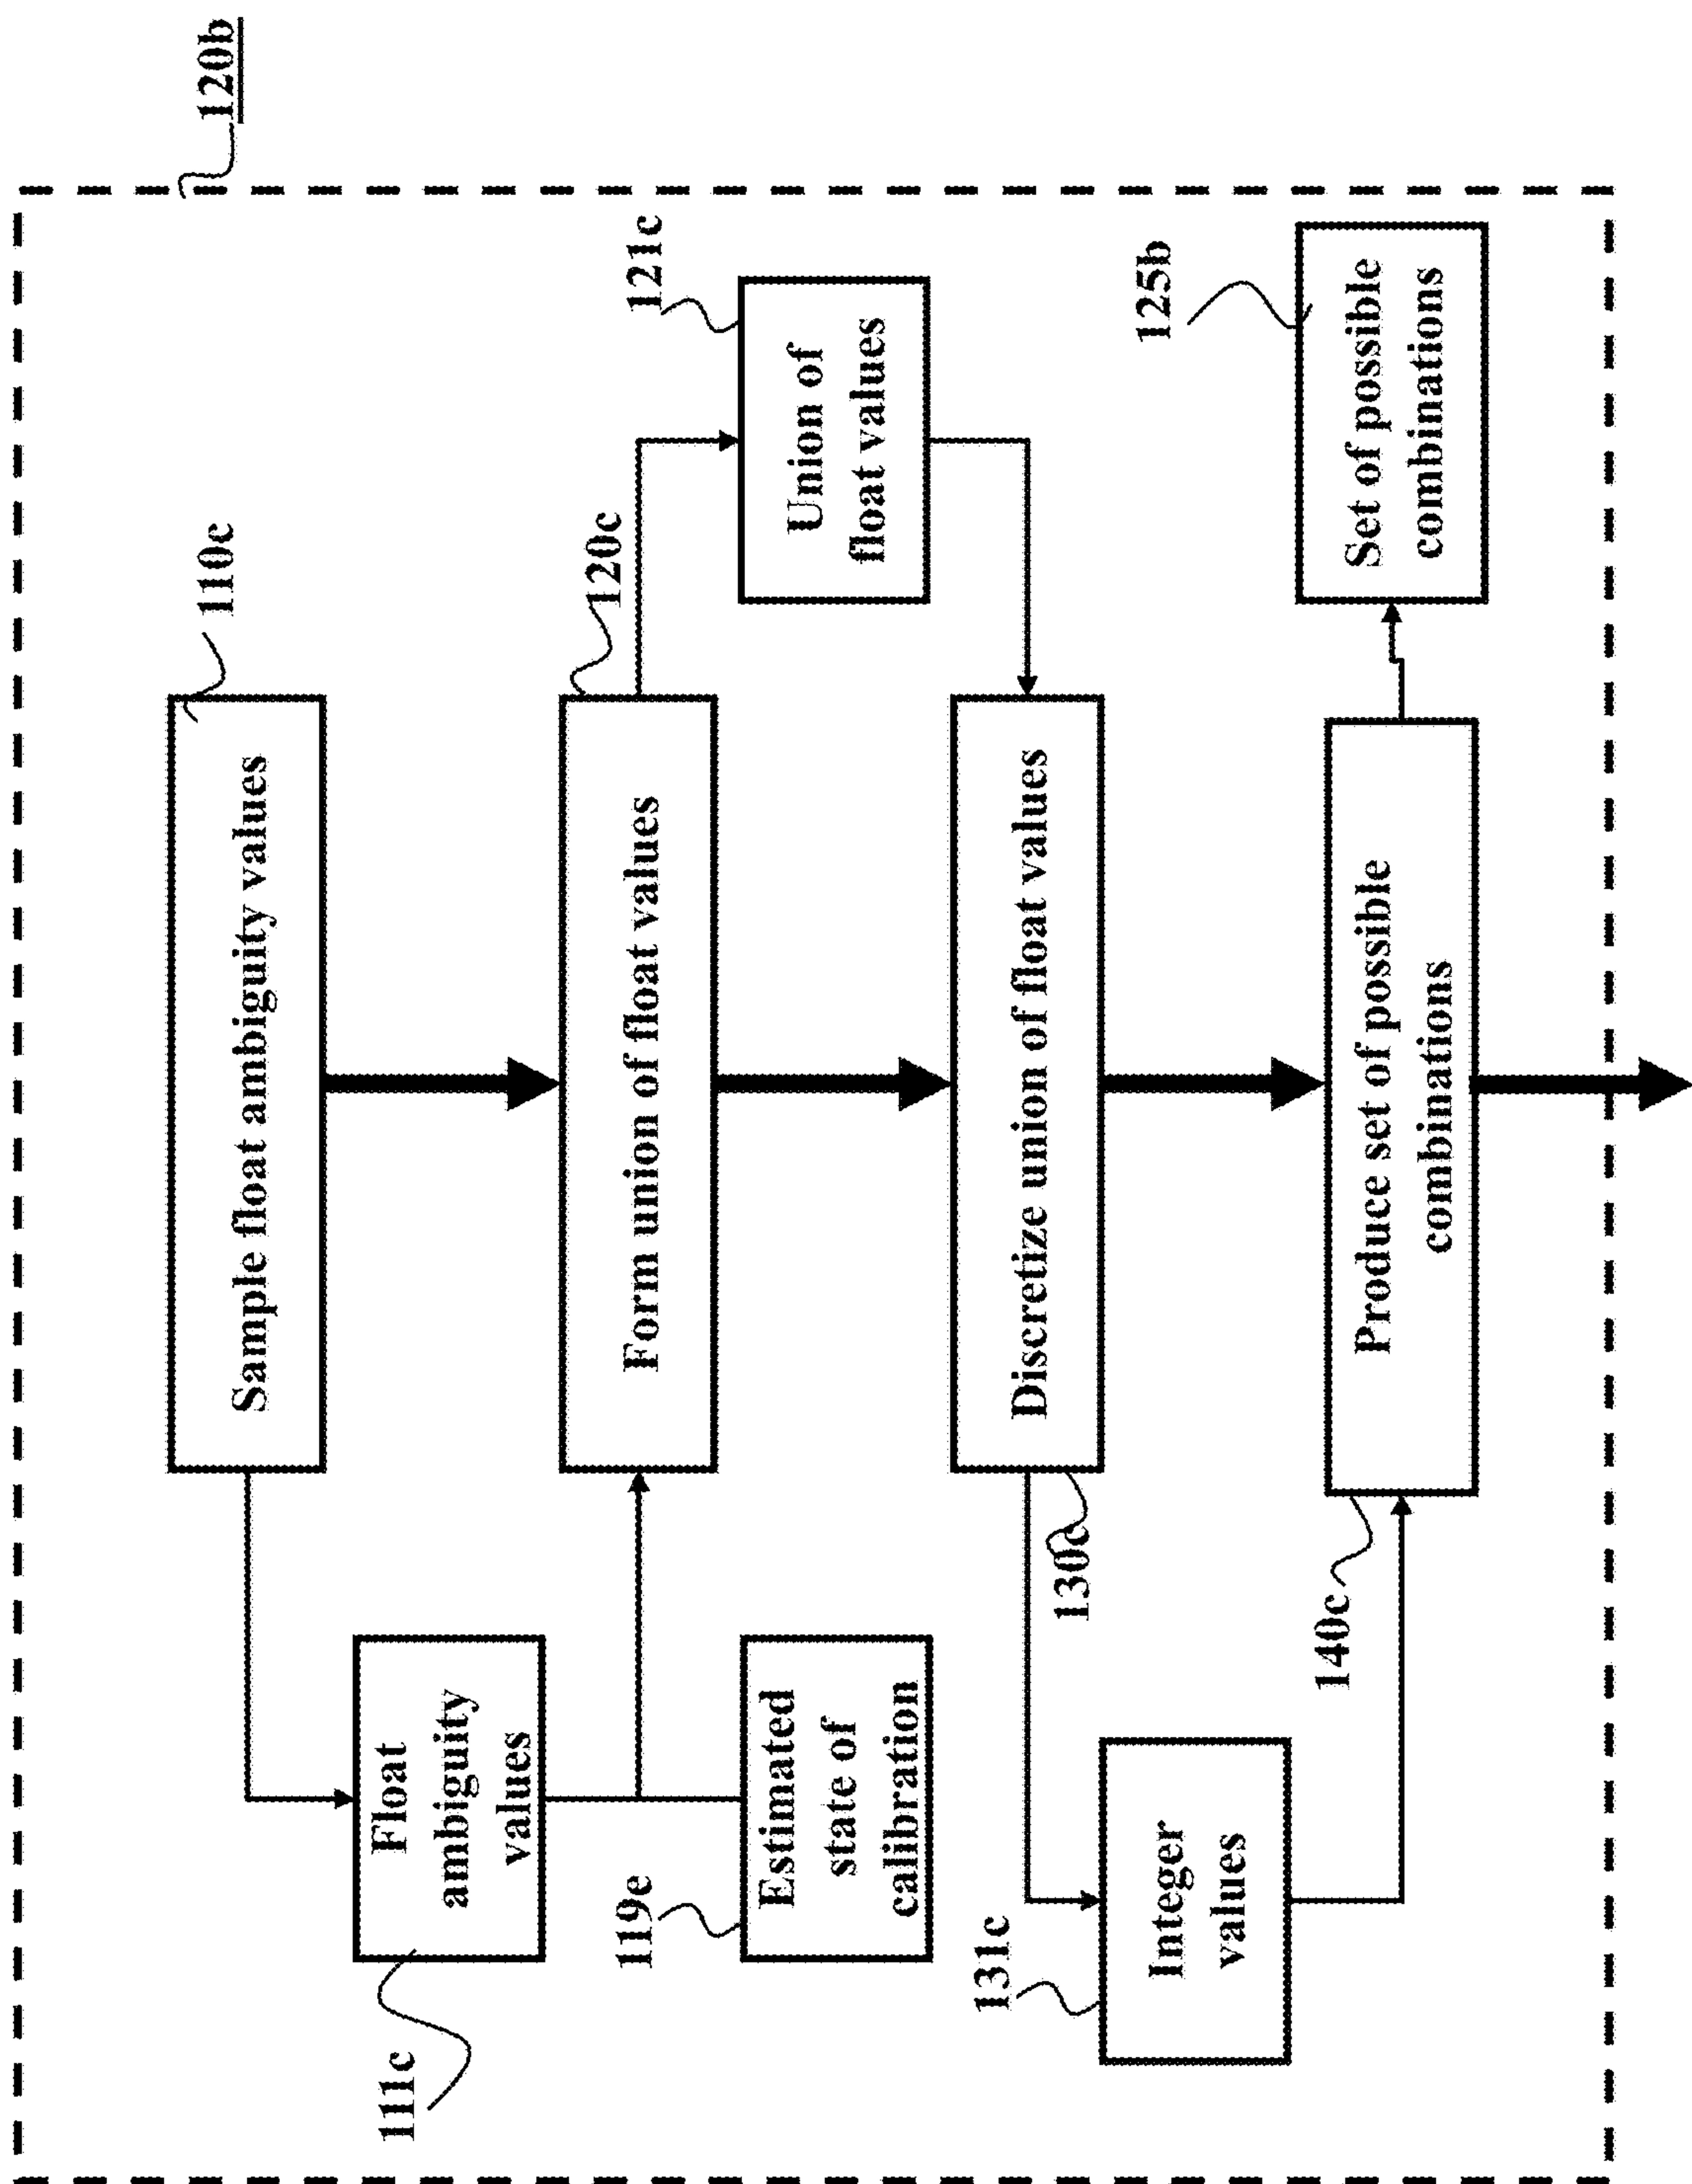 120b
110c
Sample float ambiguity values
111c
Float
ambiguity
values
120c
Form union of float values
119e
Estimated
state of
calibration
121c
Union of
float values
130c
Discretize union of float values
131c
Integer
values
140c
Produce set of possible
combinations
125b
Set of possible
combinations